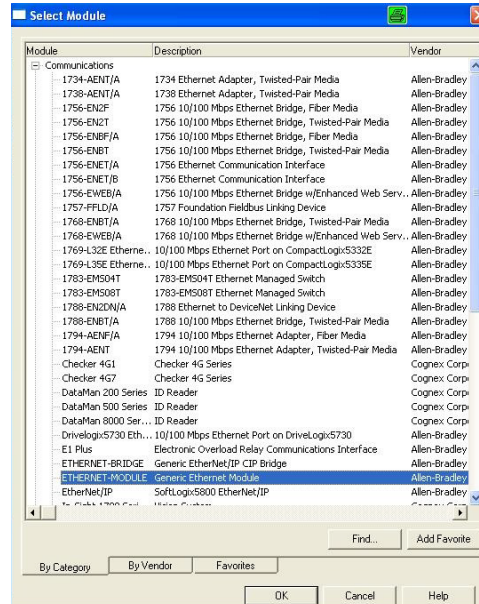 Select Module
Module Description Vendor
Communications
1734-AENT/A 1734 Ethernet Adapter, Twisted-Pair Media Allen-Bradley
1738-AENT/A 1738 Ethernet Adapter, Twisted-Pair Media Allen-Bradley
1756-EN2F 1756 10/100 Mbps Ethernet Bridge, Fiber Media Allen-Bradley
1756-EN2T 1756 10/100 Mbps Ethernet Bridge, Twisted-Pair Media Allen-Bradley
1756-ENBF/A 1756 10/100 Mbps Ethernet Bridge, Fiber Media Allen-Bradley
1756-ENBT 1756 10/100 Mbps Ethernet Bridge, Twisted-Pair Media Allen-Bradley
1756-ENET/A 1756 Ethernet Communication Interface Allen-Bradley
1756-ENET/B 1756 Ethernet Communication Interface Allen-Bradley
1756-EWEB/A 1756 10/100 Mbps Ethernet Bridge w/Enhanced Web Serv.. Allen-Bradley
1757-FFLD/A 1757 Foundation Fieldbus Linking Device Allen-Bradley
1768-ENBT/A 1768 10/100 Mbps Ethernet Bridge, Twisted-Pair Media Allen-Bradley
1768-EWEB/A 1768 10/100 Mbps Ethernet Bridge w/Enhanced Web Serv.. Allen-Bradley
1769-L32E Etherne.. 10/100 Mbps Ethernet Port on CompactLogix5332E Allen-Bradley
1769-L35E Etherne.. 10/100 Mbps Ethernet Port on CompactLogix5335E Allen-Bradley
1783-EMS04T 1783-EMS04T Ethernet Managed Switch Allen-Bradley
1783-EMS08T 1783-EMS08T Ethernet Managed Switch Allen-Bradley
1788-EN2DN/A 1788 Ethernet to DeviceNet Linking Device Allen-Bradley
1788-ENBT/A 1788 10/100 Mbps Ethernet Bridge, Twisted-Pair Media Allen-Bradley
1794-AENF/A 1794 10/100 Mbps Ethernet Adapter, Fiber Media Allen-Bradley
1794-AENT 1794 10/100 Mbps Ethernet Adapter, Twisted-Pair Media Allen-Bradley
Checker 4G1 Checker 4G Series Cognex Corp
Checker 4G7 Checker 4G Series Cognex Corp
DataMan 200 Series ID Reader Cognex Corp
DataMan 500 Series ID Reader Cognex Corp
DataMan 8000 Ser... ID Reader Cognex Corp
Drivelogix5730 Eth... 10/100 Mbps Ethernet Port on DriveLogix5730 Allen-Bradley
E1 Plus Electronic Overload Relay Communications Interface Allen-Bradley
ETHERNET-BRIDGE Generic EtherNet/IP CIP Bridge Allen-Bradley
ETHERNET-MODULE Generic Ethernet Module Allen-Bradley
EtherNet/IP SoftLogix5800 EtherNet/IP Allen-Bradley
Find... Add Favorite
By Category By Vendor Favorites
OK Cancel Help